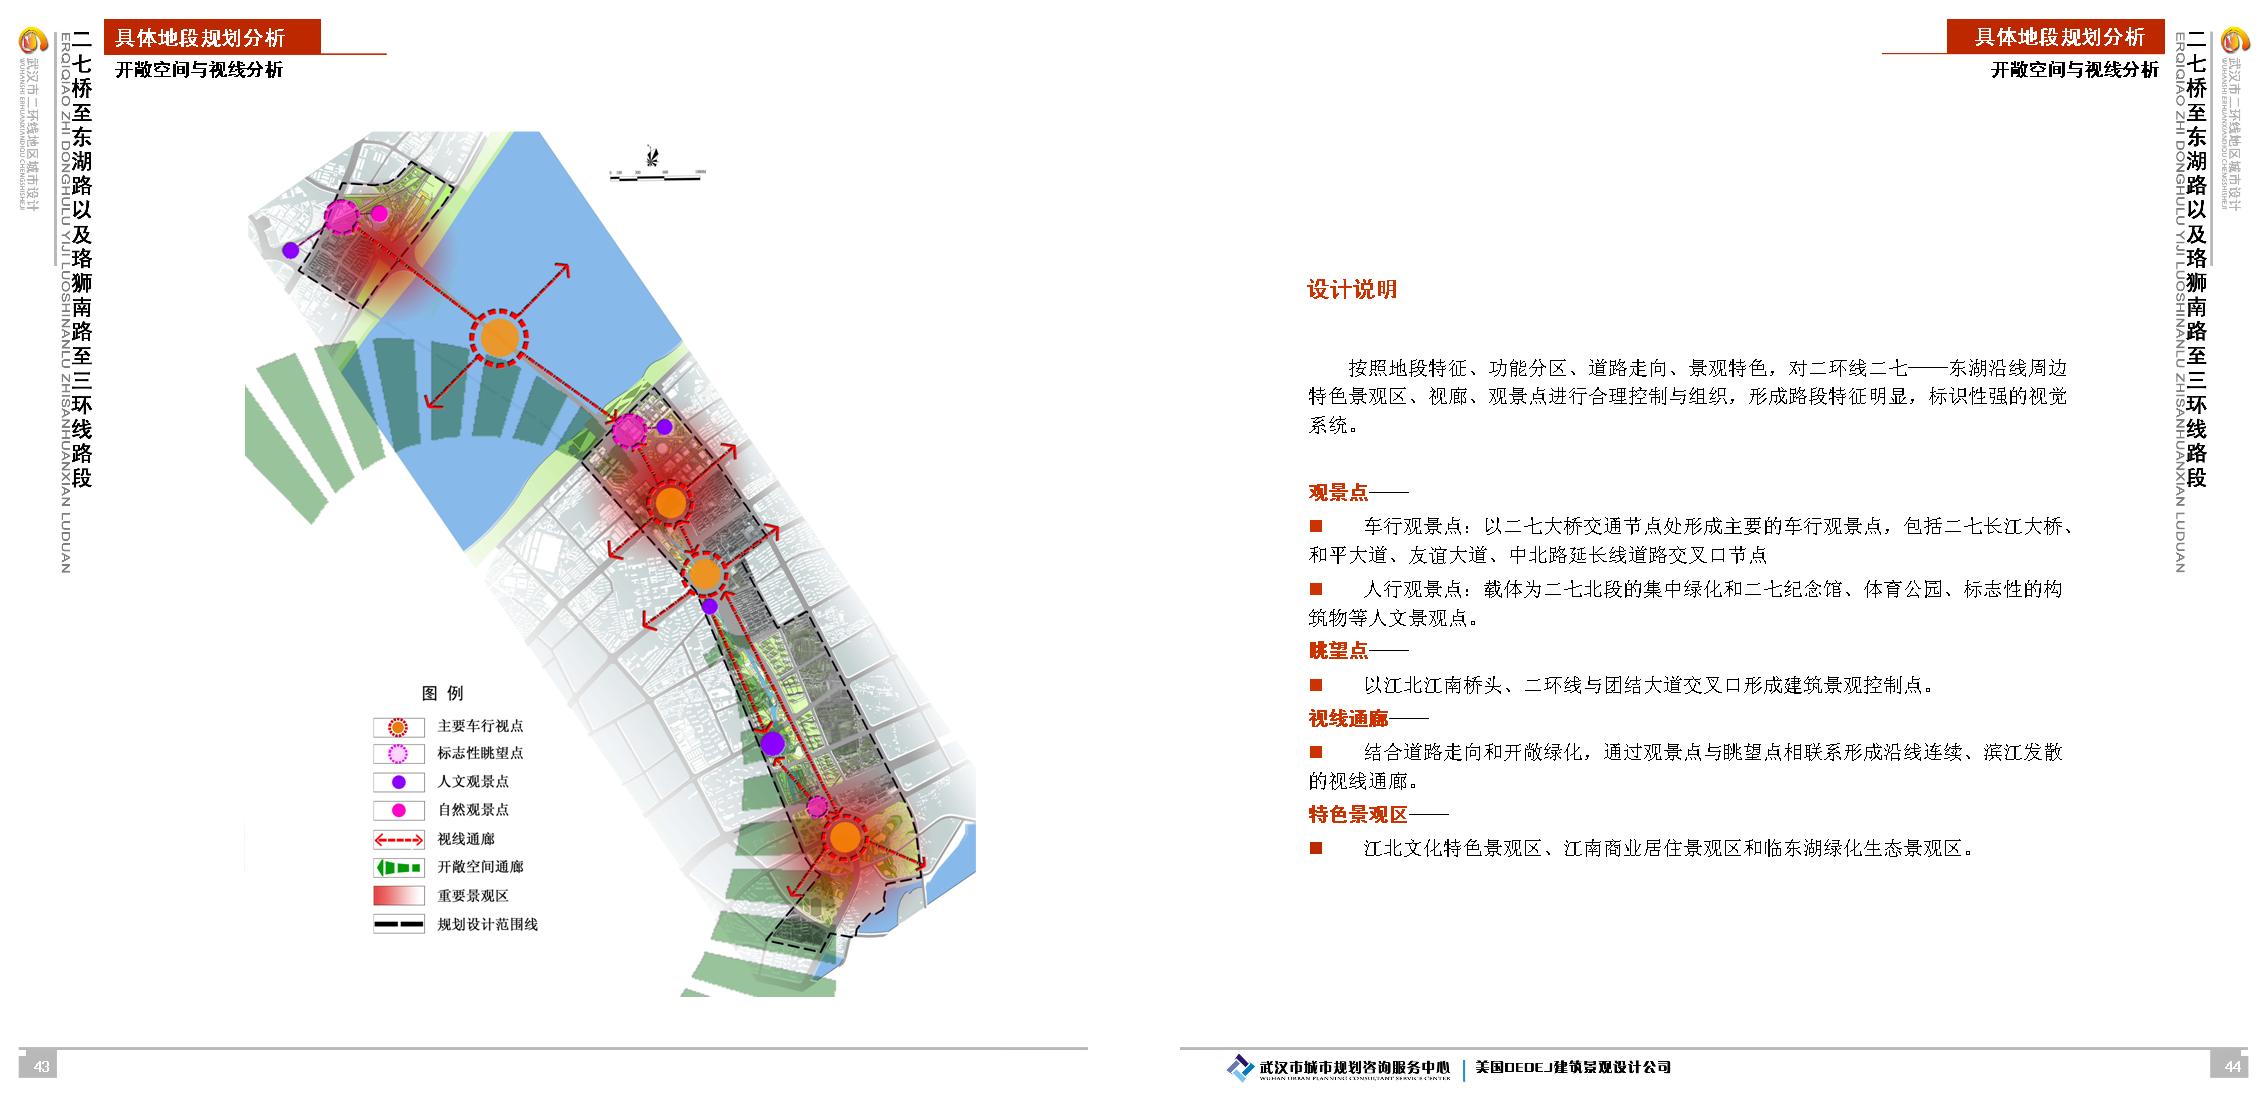 具体地段规划分析
开敞空间与视线分析
武汉市二环线地区城市设计
WUHANSHI ERHUANXIANDIQU CHENGSHISHEJI
二七桥至东湖路以及珞狮南路至三环线路段
ERQIQIAO ZHI DONGHULU YIJI LUOSHINANLU ZHISANHUANXIAN LUDUAN
图 例
主要车行视点
标志性眺望点
人文观景点
自然观景点
视线通廊
开敞空间通廊
重要景观区
规划设计范围线
43
具体地段规划分析
开敞空间与视线分析
设计说明
按照地段特征、功能分区、道路走向、景观特色，对二环线二七——东湖沿线周边
特色景观区、视廊、观景点进行合理控制与组织，形成路段特征明显，标识性强的视觉
系统。
观景点——
■ 车行观景点：以二七大桥交通节点处形成主要的车行观景点，包括二七长江大桥、
和平大道、友谊大道、中北路延长线道路交叉口节点
■ 人行观景点：载体为二七北段的集中绿化和二七纪念馆、体育公园、标志性的构
筑物等人文景观点。
眺望点——
■ 以江北江南桥头、二环线与团结大道交叉口形成建筑景观控制点。
视线通廊——
■ 结合道路走向和开敞绿化，通过观景点与眺望点相联系形成沿线连续、滨江发散
的视线通廊。
特色景观区——
■ 江北文化特色景观区、江南商业居住景观区和临东湖绿化生态景观区。
二七桥至东湖路以及珞狮南路至三环线路段
ERQIQIAO ZHI DONGHULU YIJI LUOSHINANLU ZHISANHUANXIAN LUDUAN
武汉市二环线地区城市设计
WUHANSHI ERHUANXIANDIQU CHENGSHISHEJI
武汉市城市规划咨询服务中心
WUHAN URBAN PLANNING CONSULTANT SERVICE CENTER
美国DEDEJ建筑景观设计公司
44